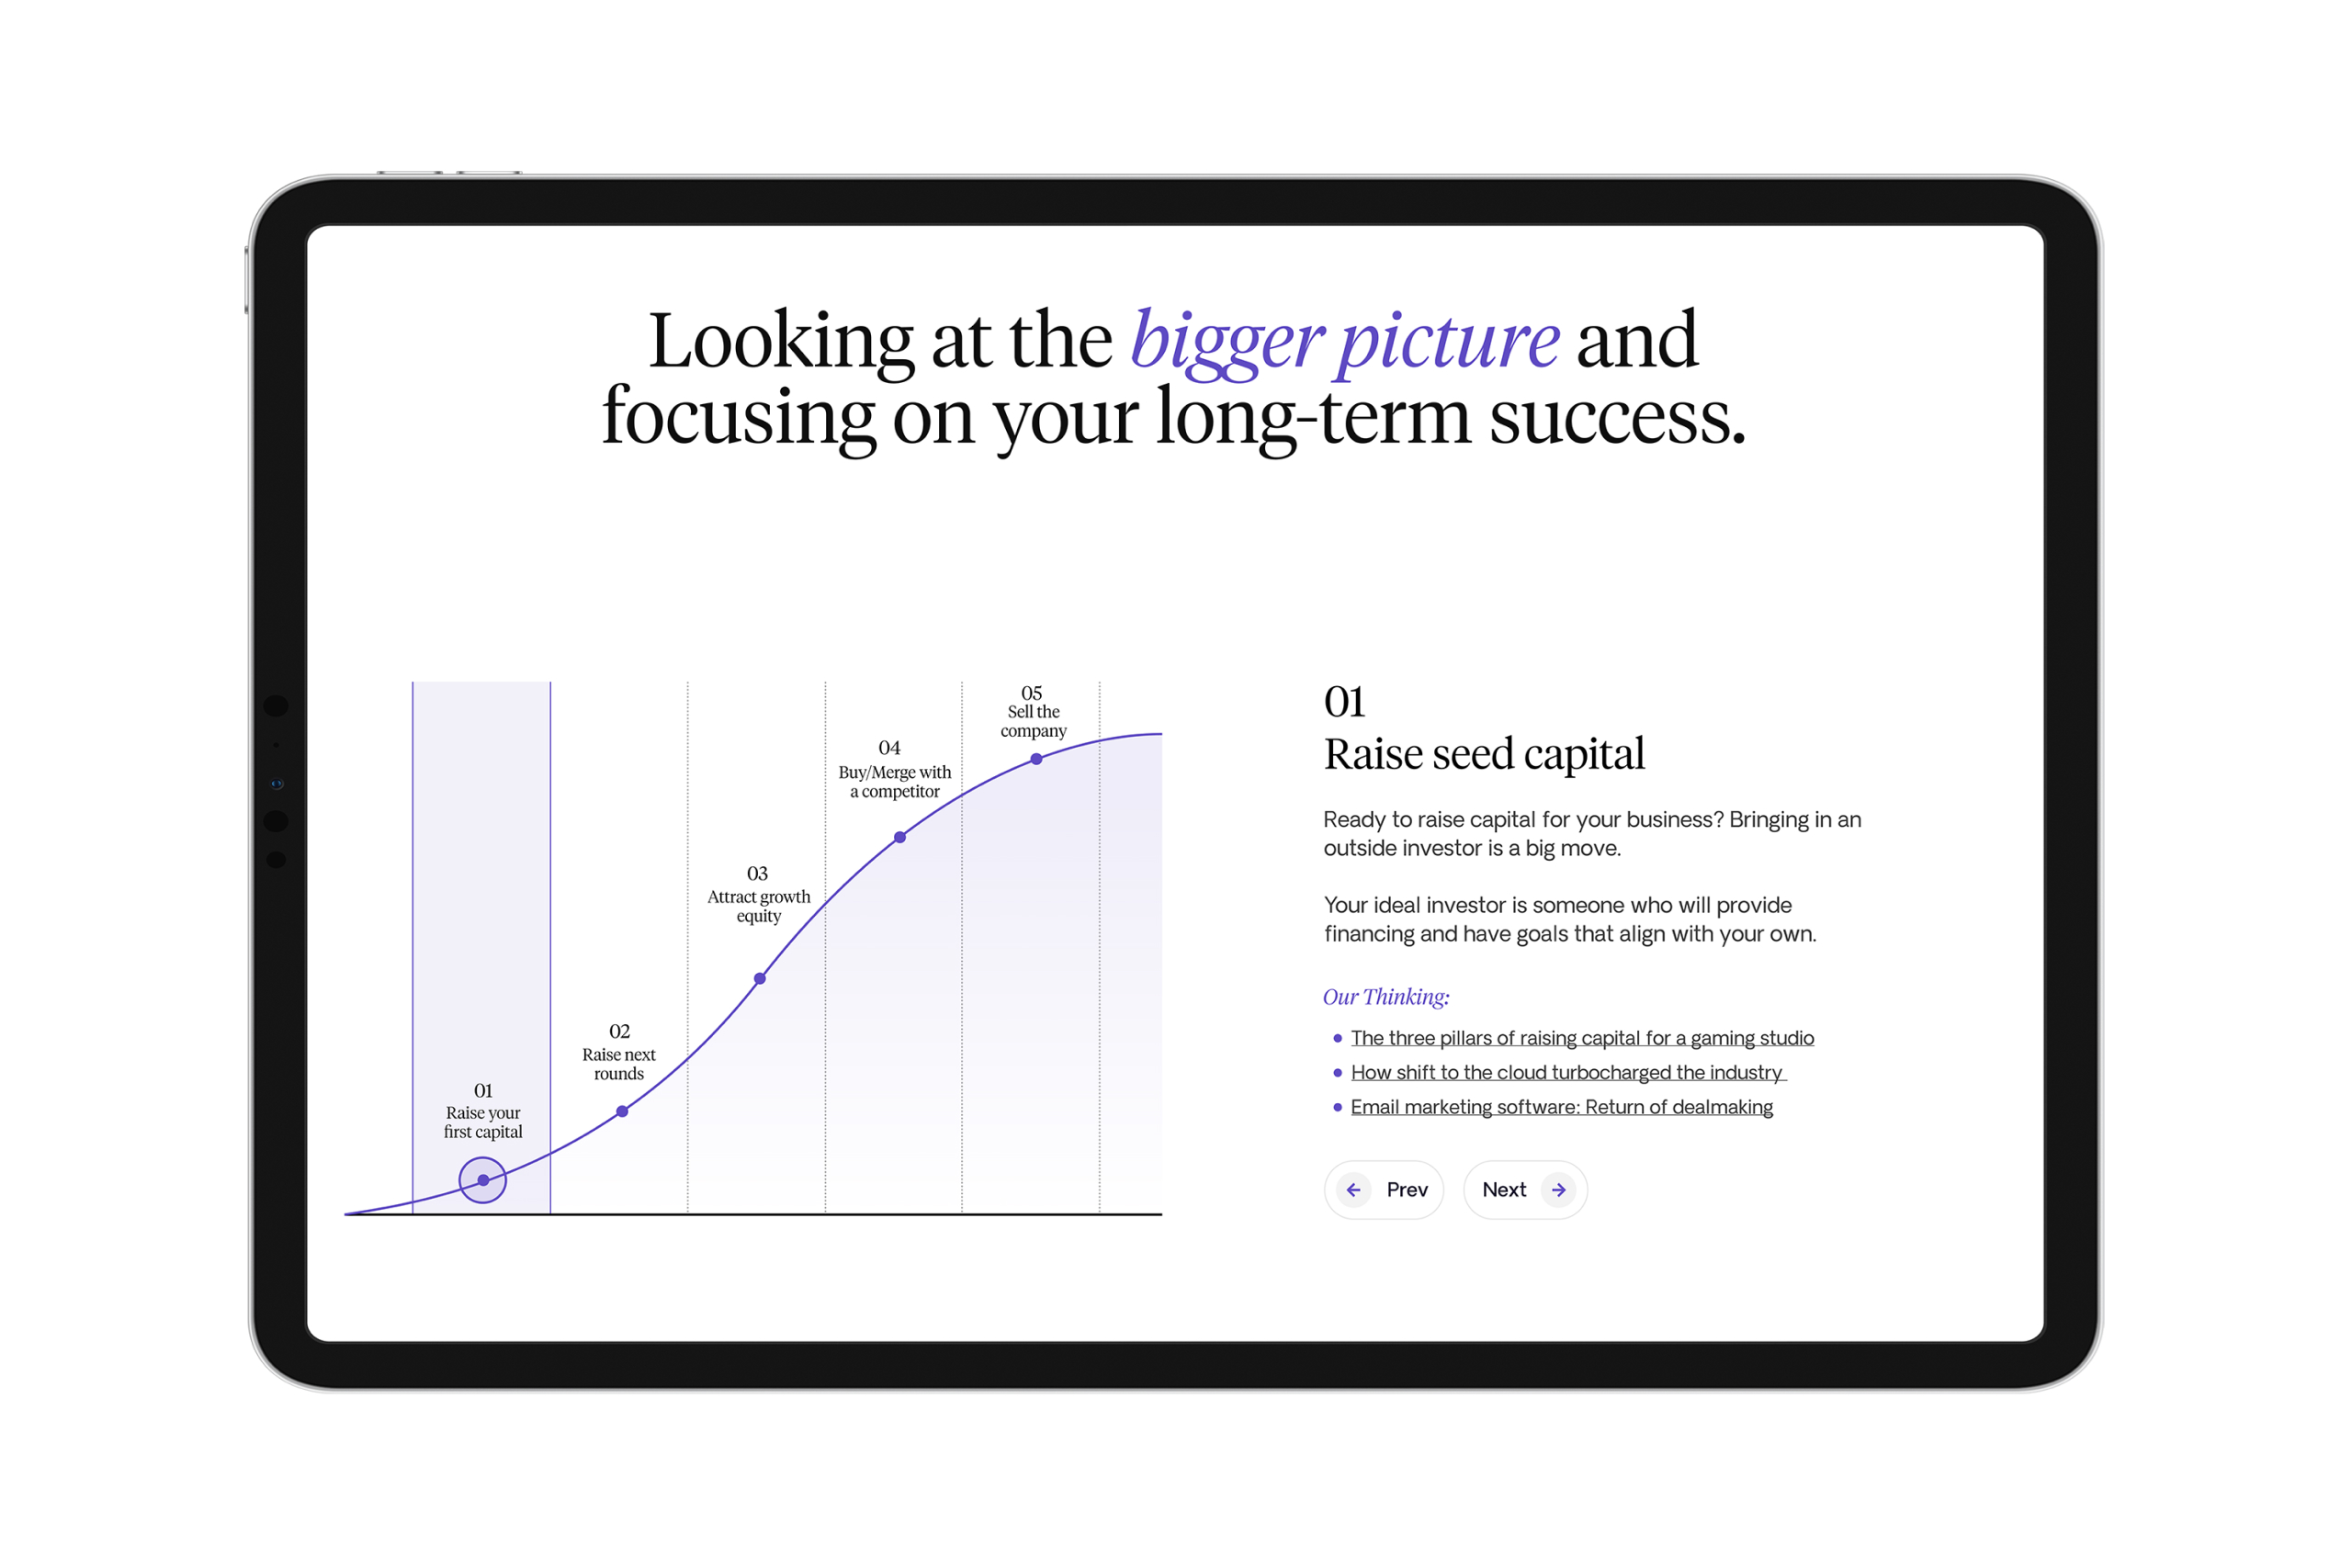 Looking at the bigger picture and
focusing on your long-term success.
01
Raise your
first capital
02
Raise next
rounds
03
Attract growth
equity
04
Buy/Merge with
a competitor
05
Sell the
company
01
Raise seed capital
Ready to raise capital for your business? Bringing in an
outside investor is a big move.
Your ideal investor is someone who will provide
financing and have goals that align with your own.
Our Thinking:
The three pillars of raising capital for a gaming studio
How shift to the cloud turbocharged the industry
Email marketing software: Return of dealmaking
Prev
Next